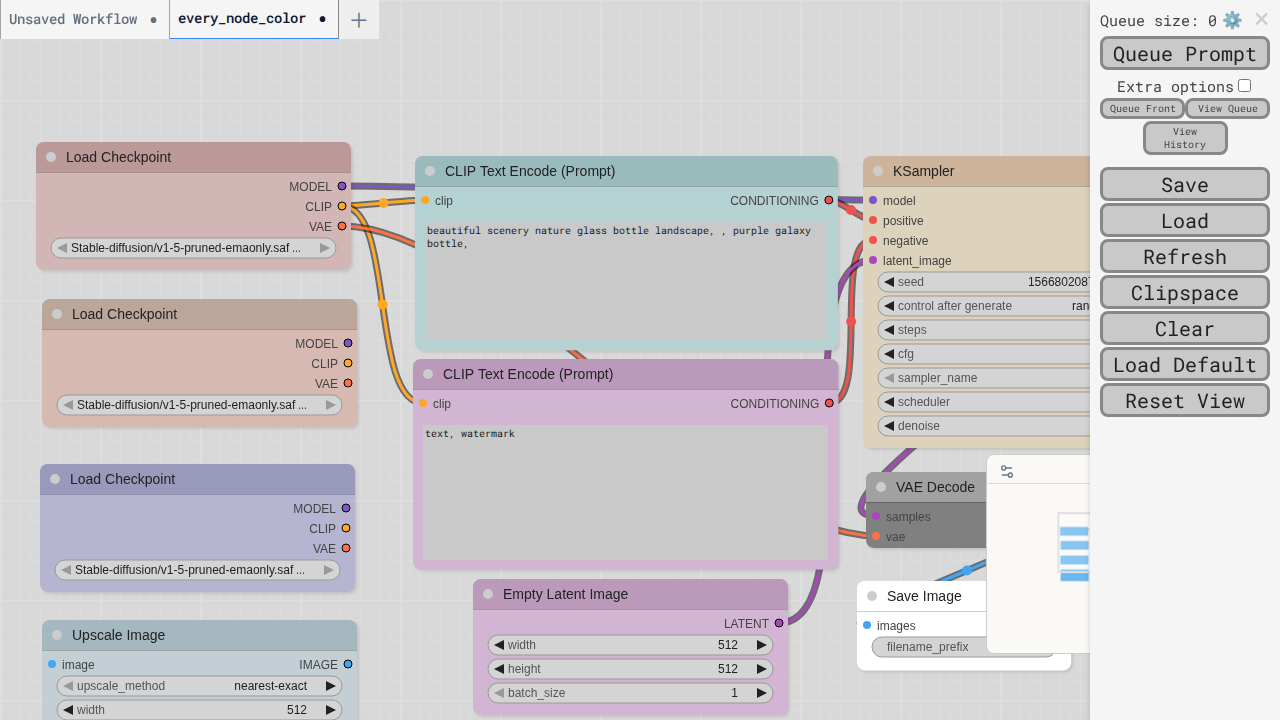 Unsaved Workflow
every_node_color
Queue size: 0
Queue Prompt
Extra options
Queue Front
View Queue
View
History
Save
Load
Refresh
Clipspace
Clear
Load Default
Reset View
Load Checkpoint
MODEL
CLIP
VAE
Stable-diffusion/v1-5-pruned-emaonly.saf ...
Load Checkpoint
MODEL
CLIP
VAE
Stable-diffusion/v1-5-pruned-emaonly.saf ...
Load Checkpoint
MODEL
CLIP
VAE
Stable-diffusion/v1-5-pruned-emaonly.saf ...
Upscale Image
image IMAGE
upscale_method nearest-exact
width 512
CLIP Text Encode (Prompt)
clip CONDITIONING
beautiful scenery nature glass bottle landscape, , purple galaxy
bottle,
CLIP Text Encode (Prompt)
clip CONDITIONING
text, watermark
Empty Latent Image
LATENT
width 512
height 512
batch_size 1
KSampler
model
positive
negative
latent_image
seed
control after generate
steps
cfg
sampler_name
scheduler
denoise
VAE Decode
samples
vae
Save Image
images
filename_prefix